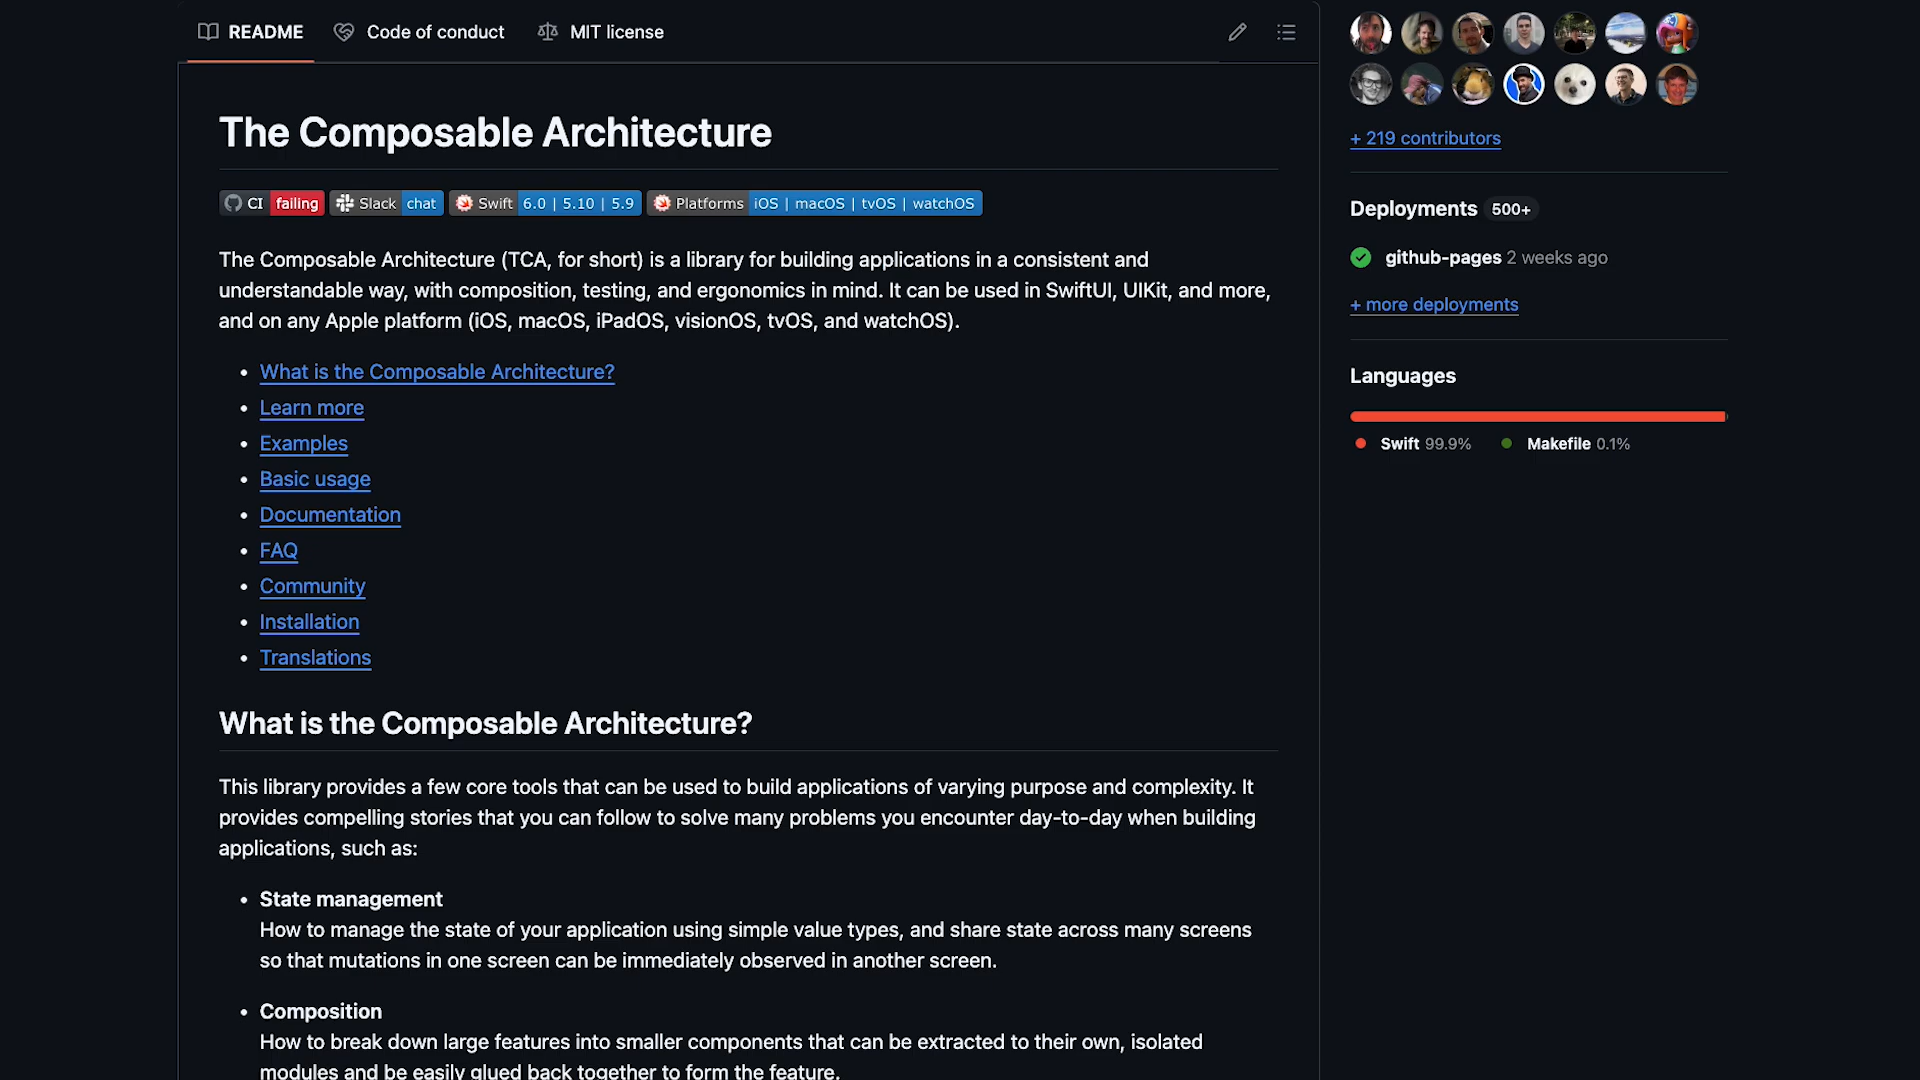 README
Code of conduct
MIT license
The Composable Architecture
CI failing
Slack chat
Swift 6.0 | 5.10 | 5.9
Platforms iOS | macOS | tvOS | watchOS
The Composable Architecture (TCA, for short) is a library for building applications in a consistent and
understandable way, with composition, testing, and ergonomics in mind. It can be used in SwiftUI, UIKit, and more,
and on any Apple platform (iOS, macOS, iPadOS, visionOS, tvOS, and watchOS).
• What is the Composable Architecture?
• Learn more
• Examples
• Basic usage
• Documentation
• FAQ
• Community
• Installation
• Translations
What is the Composable Architecture?
This library provides a few core tools that can be used to build applications of varying purpose and complexity. It
provides compelling stories that you can follow to solve many problems you encounter day-to-day when building
applications, such as:
• State management
How to manage the state of your application using simple value types, and share state across many screens
so that mutations in one screen can be immediately observed in another screen.
• Composition
How to break down large features into smaller components that can be extracted to their own, isolated
modules and be easily glued back together to form the feature.
+ 219 contributors
Deployments 500+
github-pages 2 weeks ago
+ more deployments
Languages
Swift 99.9%
Makefile 0.1%